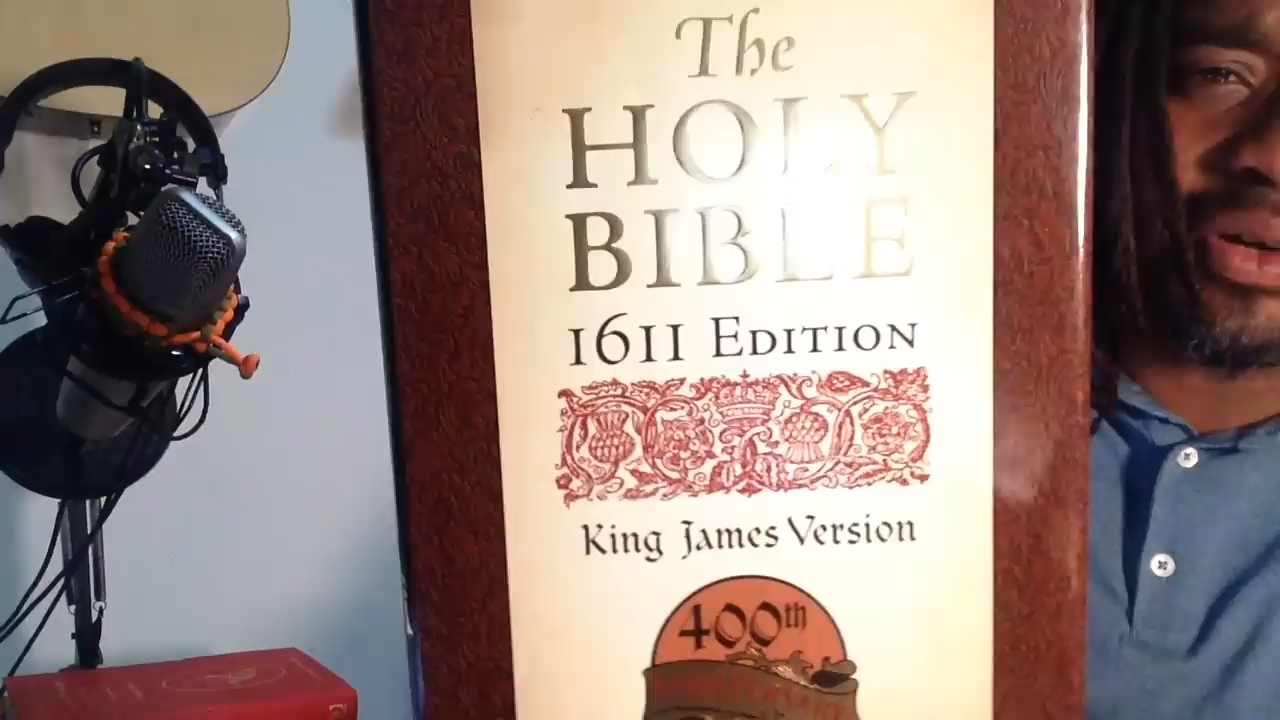 The
HOLY
BIBLE
1611 EDITION
King James Version
400th